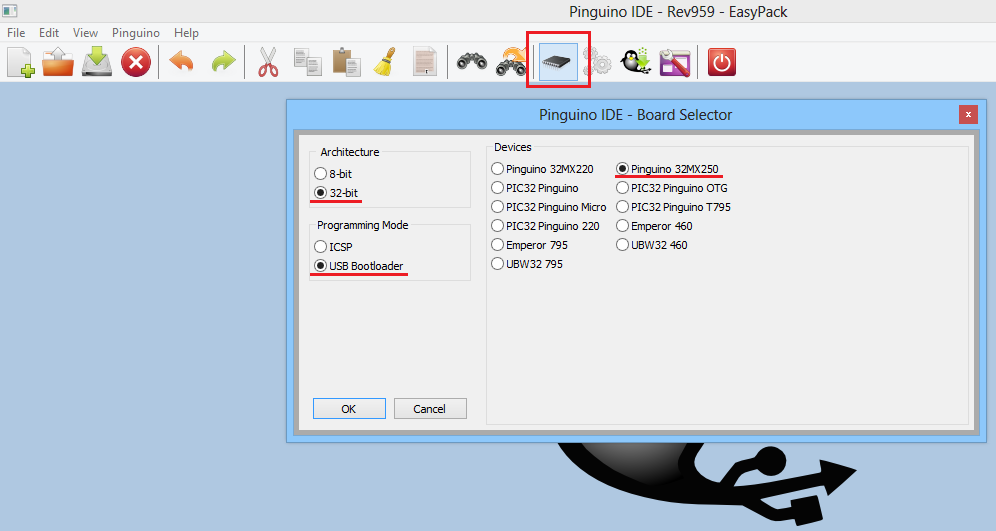 Pinguino IDE - Rev959 - EasyPack
File Edit View Pinguino Help
Pinguino IDE - Board Selector
x
Architecture
8-bit
32-bit
Programming Mode
ICSP
USB Bootloader
OK Cancel
Devices
Pinguino 32MX220 Pinguino 32MX250
PIC32 Pinguino PIC32 Pinguino OTG
PIC32 Pinguino Micro PIC32 Pinguino T795
PIC32 Pinguino 220 Emperor 460
Emperor 795 UBW32 460
UBW32 795